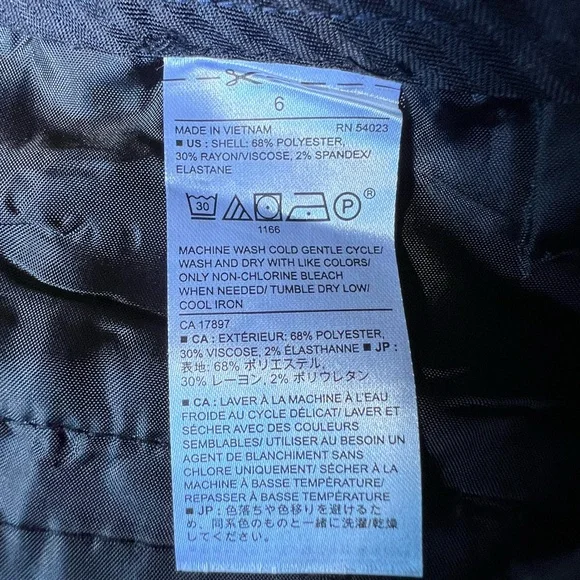 6
MADE IN VIETNAM RN 54023
■ US : SHELL: 68% POLYESTER,
30% RAYON/VISCOSE, 2% SPANDEX/
ELASTANE
30 P ®
1166
MACHINE WASH COLD GENTLE CYCLE/
WASH AND DRY WITH LIKE COLORS/
ONLY NON-CHLORINE BLEACH
WHEN NEEDED/ TUMBLE DRY LOW/
COOL IRON
CA 17897
■ CA : EXTÉRIEUR: 68% POLYESTER,
30% VISCOSE, 2% ÉLASTHANNE ■ JP :
表地: 68% ポリエステル,
30% レーヨン, 2% ポリウレタン
■ CA : LAVER À LA MACHINE À L'EAU
FROIDE AU CYCLE DÉLICAT/ LAVER ET
SÉCHER AVEC DES COULEURS
SEMBLABLES/ UTILISER AU BESOIN UN
AGENT DE BLANCHIMENT SANS
CHLORE UNIQUEMENT/ SÉCHER À LA
MACHINE À BASSE TEMPÉRATURE/
REPASSER À BASSE TEMPÉRATURE
■ JP : 色落ちや色移りを避けるた
め、同系色のものと一緒に洗濯/乾燥
してください